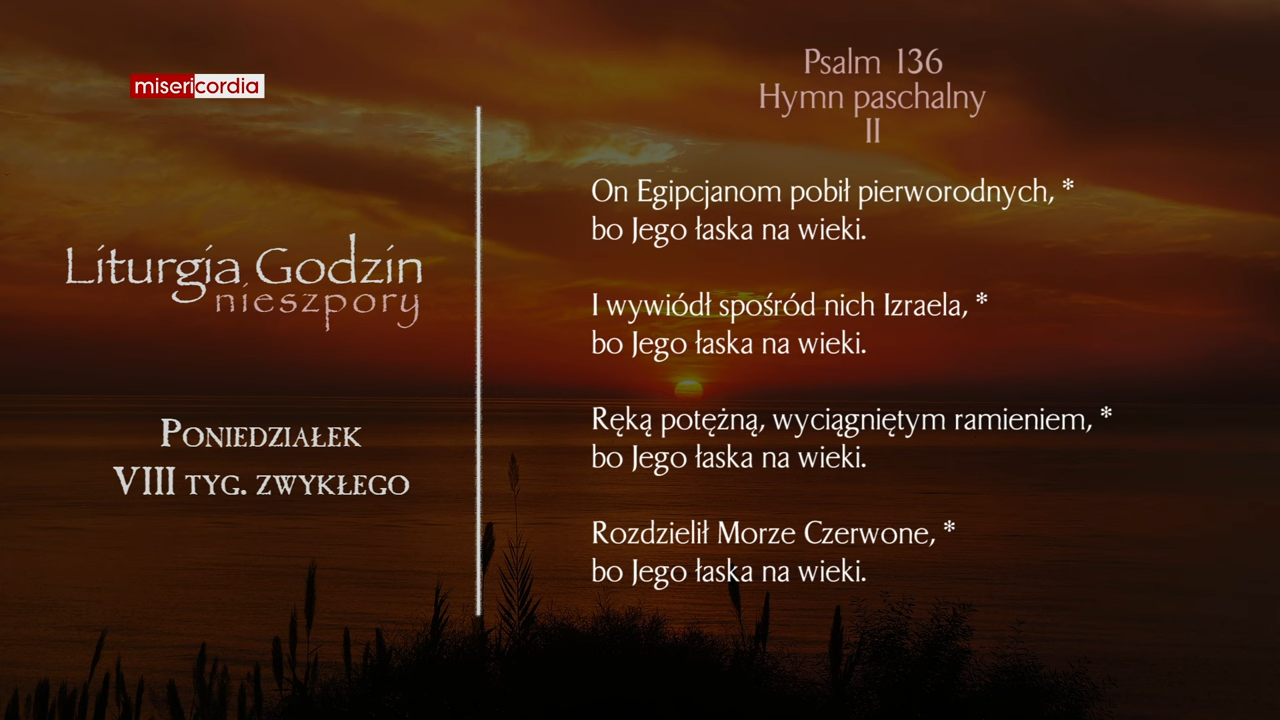 misericordia
Liturgia Godzin
nieszpory
Poniedziałek
VIII tyg. zwykłego
Psalm 136
Hymn paschalny
II
On Egipcjanom pobił pierworodnych, *
bo Jego łaska na wieki.
I wywiódł spośród nich Izraela, *
bo Jego łaska na wieki.
Ręką potężną, wyciągniętym ramieniem, *
bo Jego łaska na wieki.
Rozdzielił Morze Czerwone, *
bo Jego łaska na wieki.